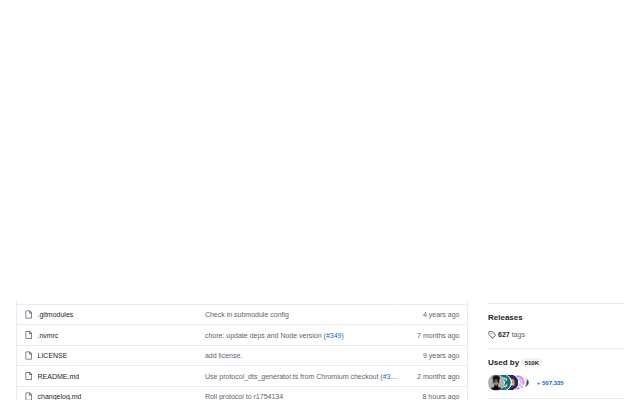 .gitmodules Check in submodule config 4 years ago
.nvmrc chore: update deps and Node version (#349) 7 months ago
LICENSE add license. 9 years ago
README.md Use protocol_dts_generator.ts from Chromium checkout (#3... 2 months ago
changelog.md Roll protocol to r1754134 8 hours ago
Releases
627 tags
Used by 510K
+ 507,335